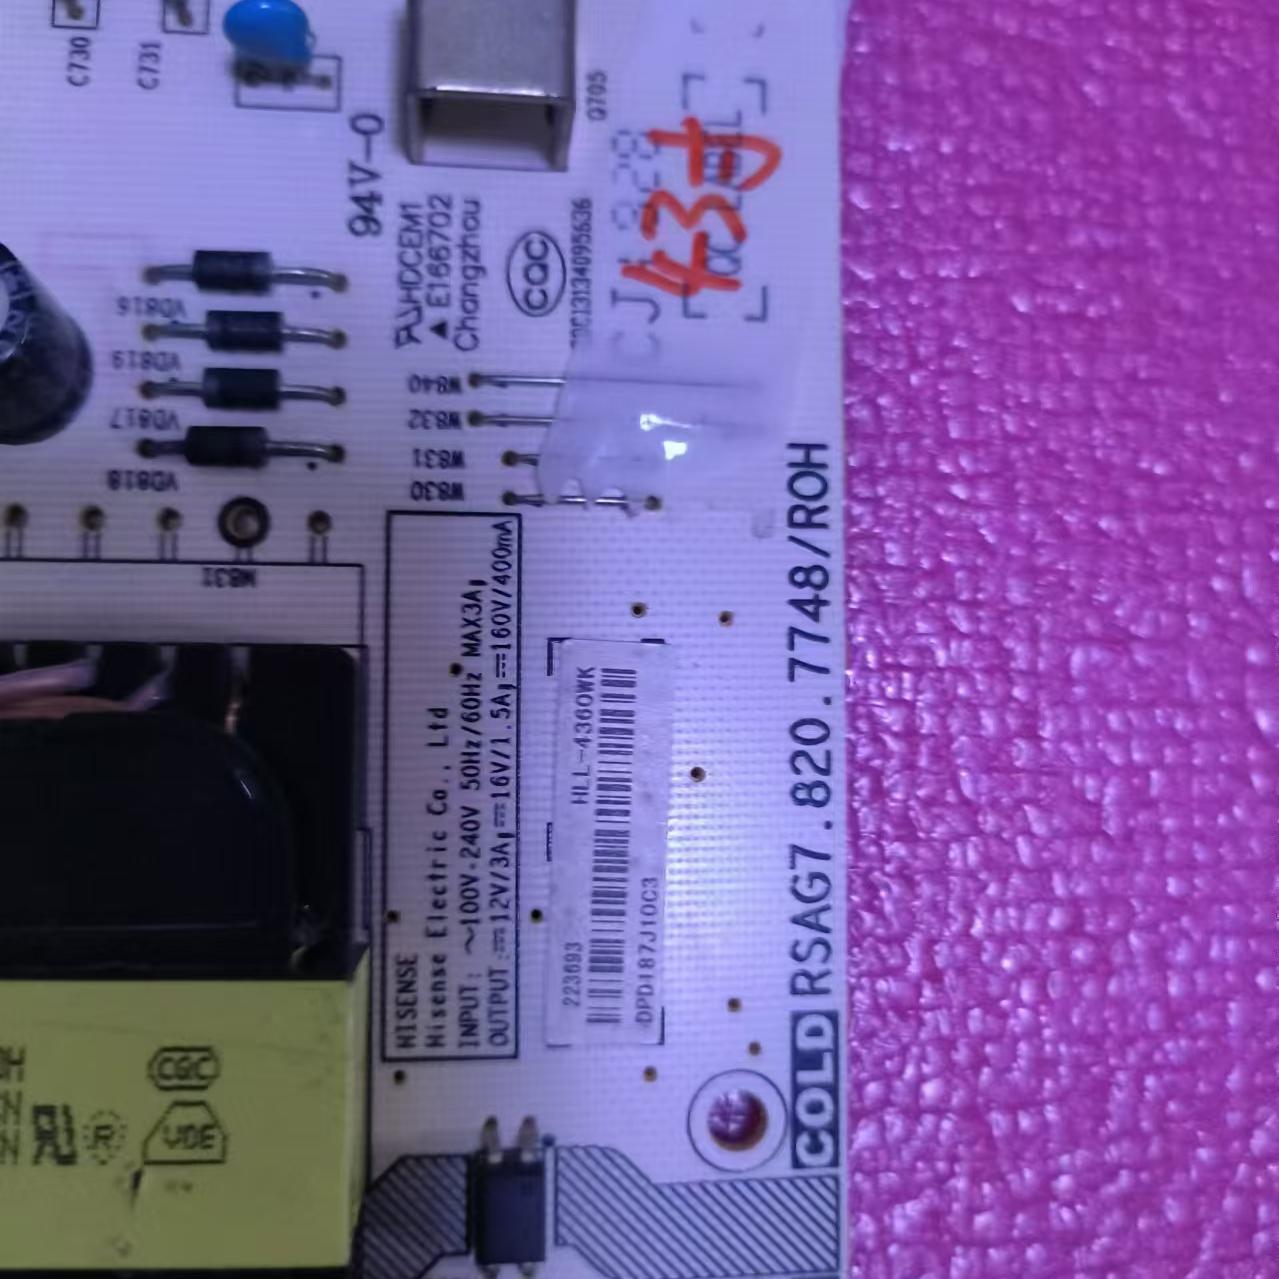 C730
C731
94V-0
HDCEM1
E166702
Changzhou
CQC
Q705
43寸
VD816
VD819
VD817
VD818
W840
W832
W831
W830
W831
HISENSE
Hisense Electric Co., Ltd
INPUT: ~100V-240V 50Hz/60Hz MAX3A
OUTPUT:⎓12V/3A,⎓16V/1.5A,⎓160V/400mA
HLL-4360WK
223693
DPD187J10C3
COLD RSAG7.820.7748/ROH
CQC
VDE
R